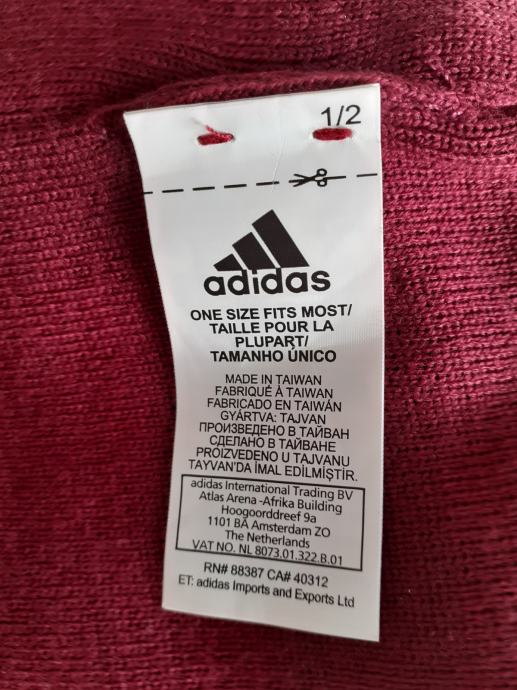 1/2
adidas
ONE SIZE FITS MOST/
TAILLE POUR LA
PLUPART/
TAMANHO ÚNICO
MADE IN TAIWAN
FABRIQUÉ À TAIWAN
FABRICADO EN TAIWÁN
GYÁRTVA: TAJVAN
ПРОИЗВЕДЕНО В ТАЙВАН
СДЕЛАНО В ТАЙВАНЕ
PROIZVEDENO U TAJVANU
TAYVAN'DA İMAL EDİLMİŞTİR.
adidas International Trading BV
Atlas Arena -Afrika Building
Hoogoorddreef 9a
1101 BA Amsterdam ZO
The Netherlands
VAT NO. NL 8073.01.322.B.01
RN# 88387 CA# 40312
ET: adidas Imports and Exports Ltd